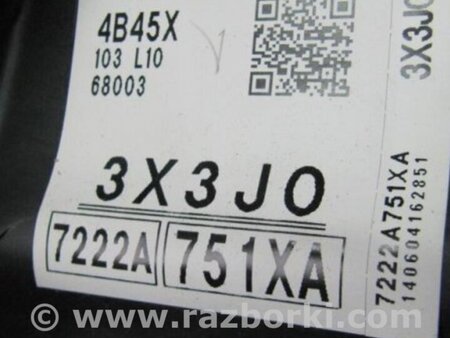 4B45X
103 L10
68003
3X3JO
7222A 751XA
3X3JO
7222A751XA
140604162851
© www.razborki.com